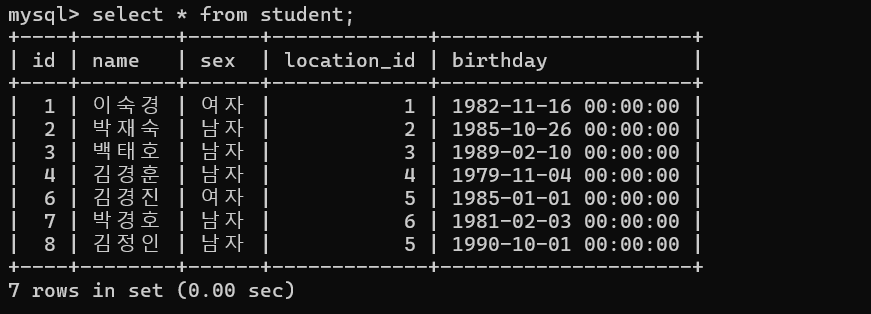 mysql> select * from student;
+----+--------+------+-------------+---------------------+
| id | name   | sex  | location_id | birthday            |
+----+--------+------+-------------+---------------------+
|  1 | 이숙경 | 여자 |           1 | 1982-11-16 00:00:00 |
|  2 | 박재숙 | 남자 |           2 | 1985-10-26 00:00:00 |
|  3 | 백태호 | 남자 |           3 | 1989-02-10 00:00:00 |
|  4 | 김경훈 | 남자 |           4 | 1979-11-04 00:00:00 |
|  6 | 김경진 | 여자 |           5 | 1985-01-01 00:00:00 |
|  7 | 박경호 | 남자 |           6 | 1981-02-03 00:00:00 |
|  8 | 김정인 | 남자 |           5 | 1990-10-01 00:00:00 |
+----+--------+------+-------------+---------------------+
7 rows in set (0.00 sec)